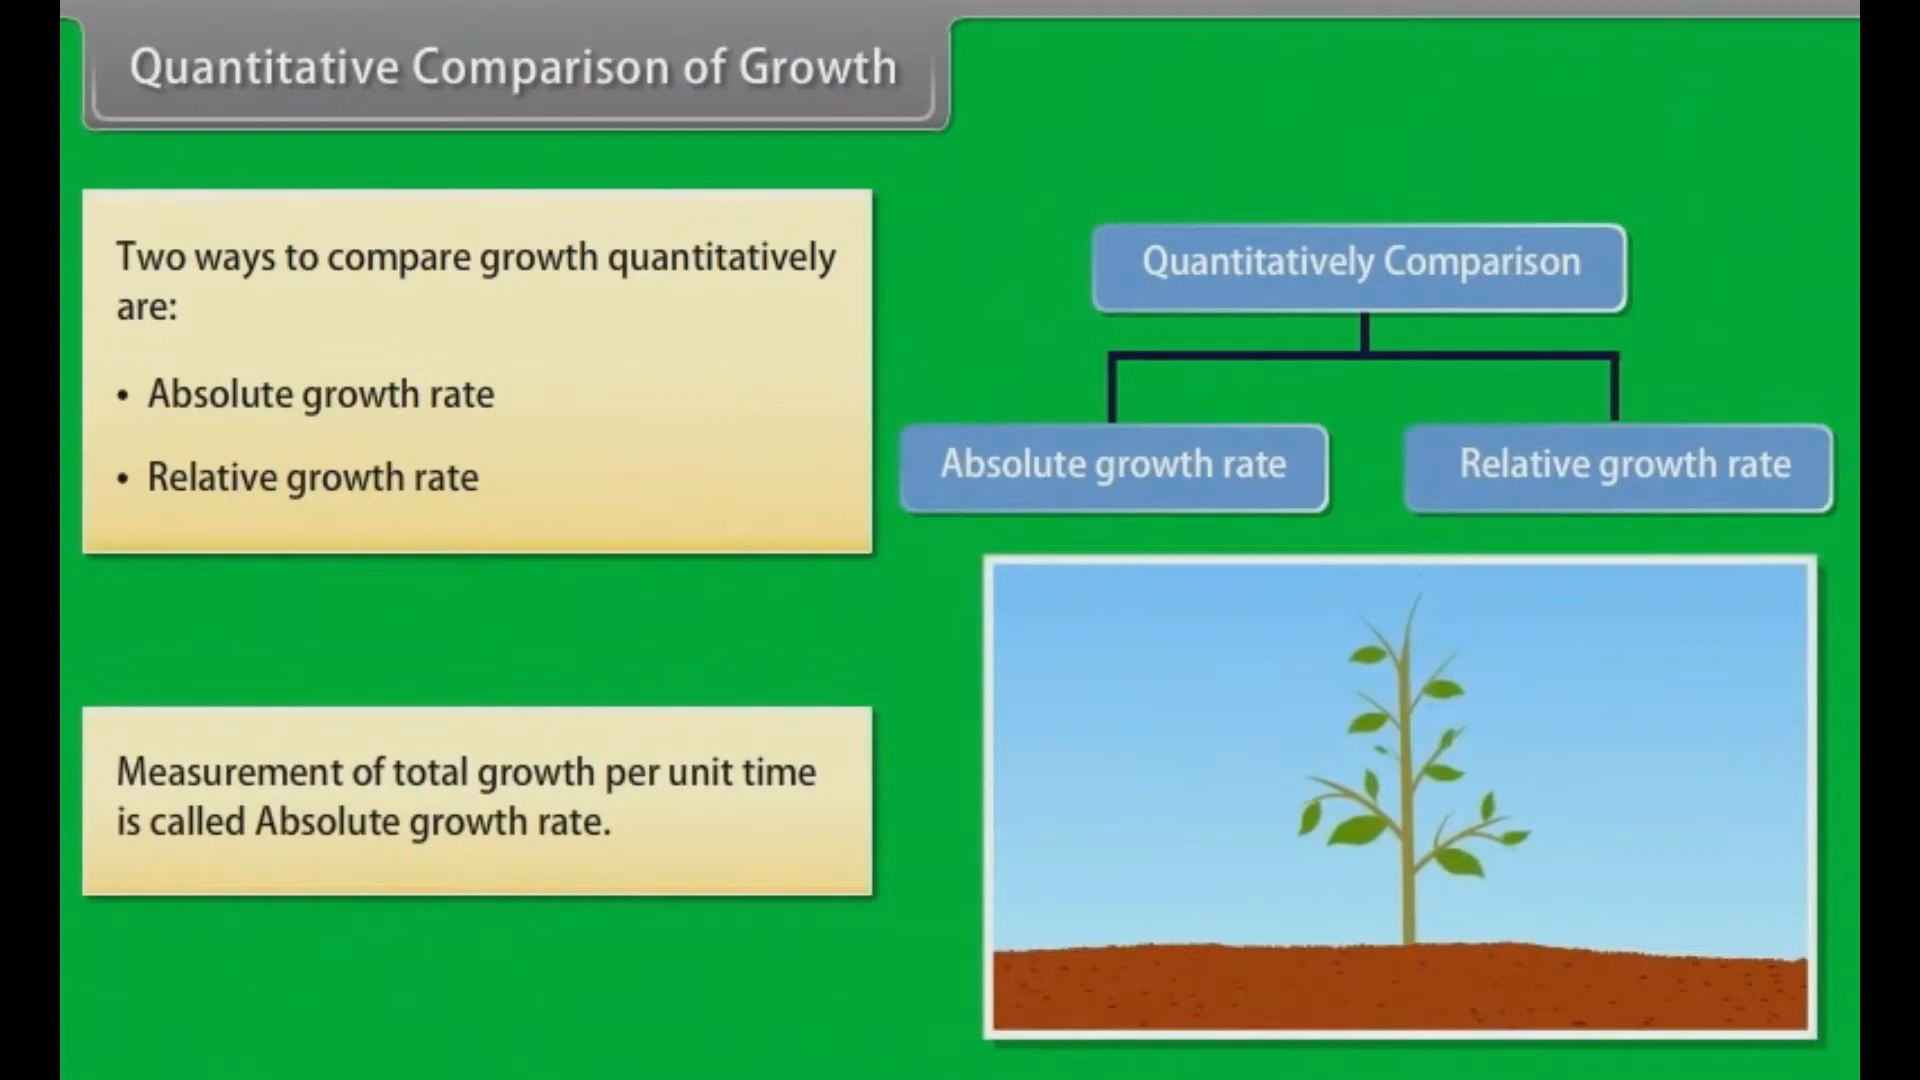 Quantitative Comparison of Growth
Two ways to compare growth quantitatively
are:
• Absolute growth rate
• Relative growth rate
Quantitatively Comparison
Absolute growth rate
Relative growth rate
Measurement of total growth per unit time
is called Absolute growth rate.